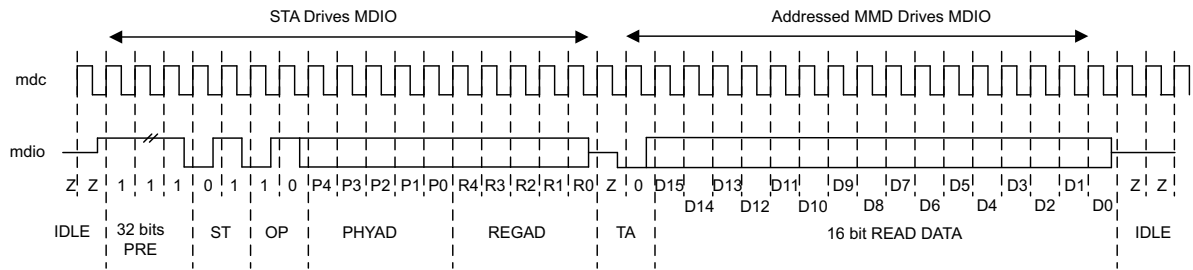 STA Drives MDIO Addressed MMD Drives MDIO
mdc
mdio
Z Z 1 1 1 0 1 1 0 P4 P3 P2 P1 P0 R4 R3 R2 R1 R0 Z 0 D15 D13 D11 D9 D7 D5 D3 D1 Z Z
D14 D12 D10 D8 D6 D4 D2 D0
IDLE 32 bits PRE ST OP PHYAD REGAD TA 16 bit READ DATA IDLE